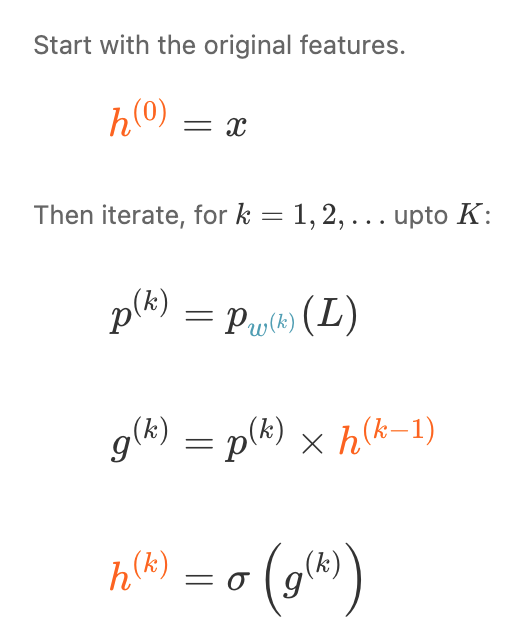 Start with the original features.
h^{(0)} = x
Then iterate, for k = 1, 2, … upto K:
p^{(k)} = p_{w^{(k)}}(L)
g^{(k)} = p^{(k)} × h^{(k−1)}
h^{(k)} = σ(g^{(k)})